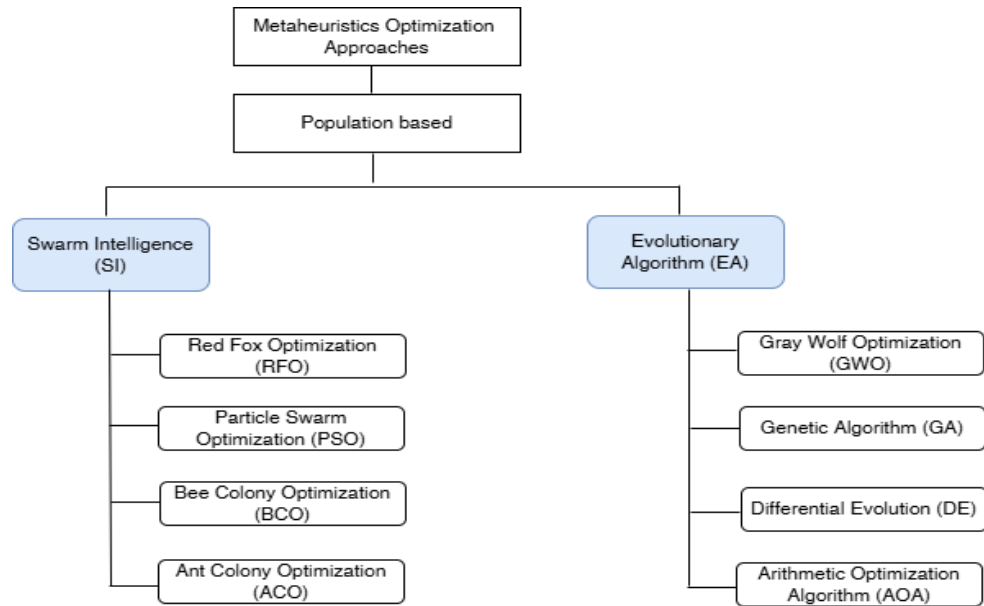 Metaheuristics Optimization
Approaches
Population based
Swarm Intelligence
(SI)
Evolutionary
Algorithm (EA)
Red Fox Optimization
(RFO)
Particle Swarm
Optimization (PSO)
Bee Colony Optimization
(BCO)
Ant Colony Optimization
(ACO)
Gray Wolf Optimization
(GWO)
Genetic Algorithm (GA)
Differential Evolution (DE)
Arithmetic Optimization
Algorithm (AOA)